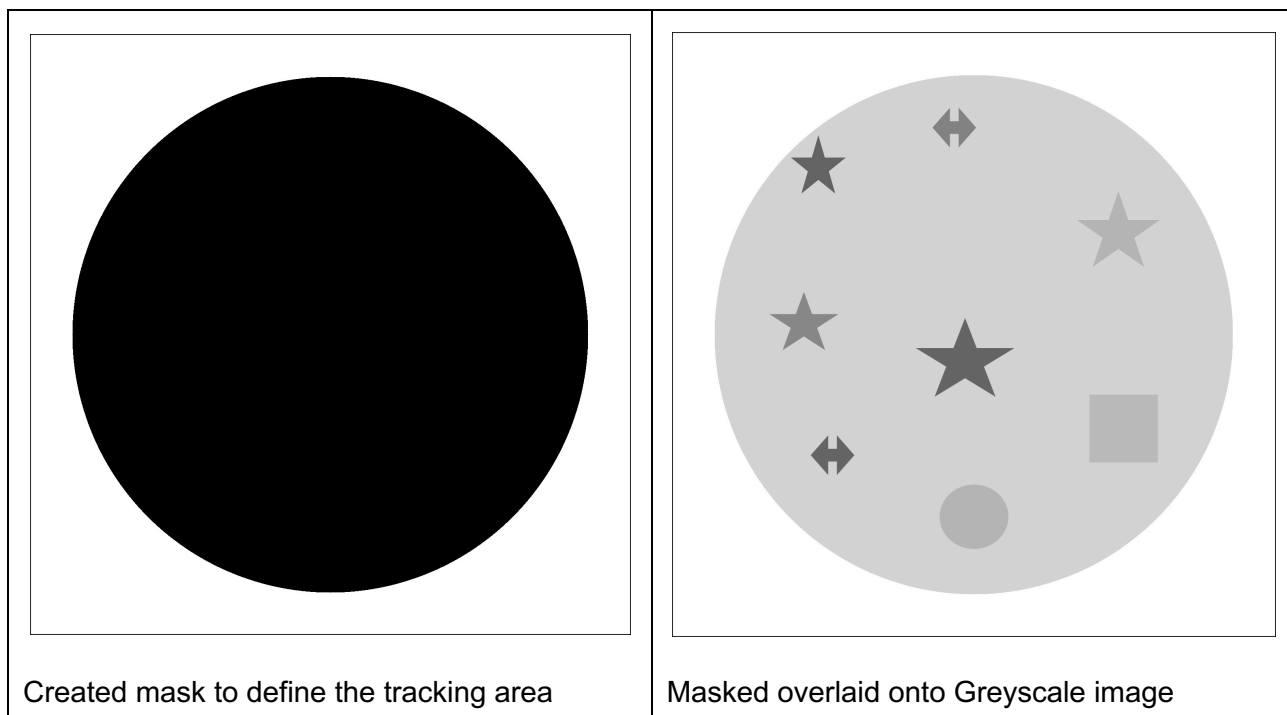 Created mask to define the tracking area
Masked overlaid onto Greyscale image